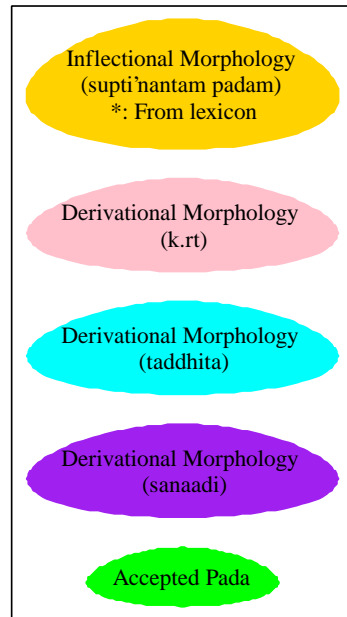 Inflectional Morphology
(supti'nantam padam)
*: From lexicon
Derivational Morphology
(k.rt)
Derivational Morphology
(taddhita)
Derivational Morphology
(sanaadi)
Accepted Pada